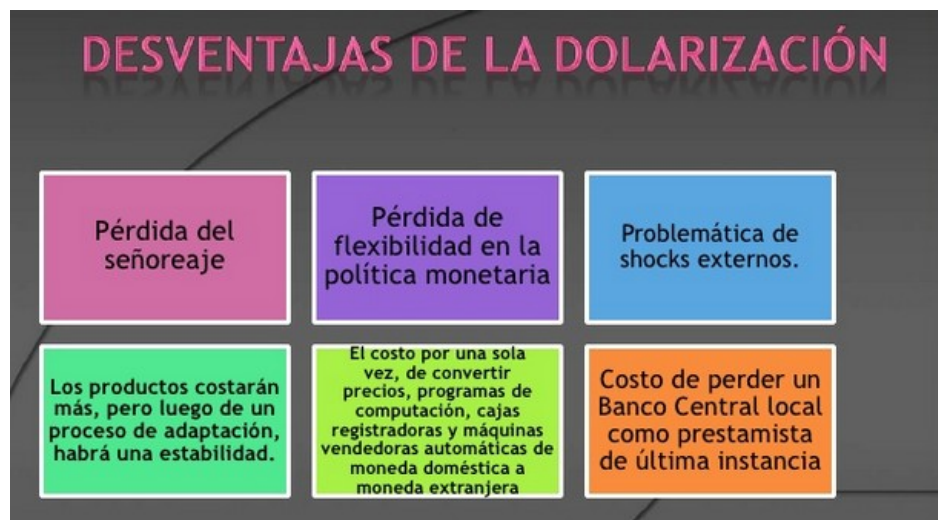 DESVENTAJAS DE LA DOLARIZACIÓN
Pérdida del
señoreaje
Pérdida de
flexibilidad en la
política monetaria
Problemática de
shocks externos.
Los productos costarán
más, pero luego de un
proceso de adaptación,
habrá una estabilidad.
El costo por una sola
vez, de convertir
precios, programas de
computación, cajas
registradoras y máquinas
vendedoras automáticas de
moneda doméstica a
moneda extranjera
Costo de perder un
Banco Central local
como prestamista
de última instancia